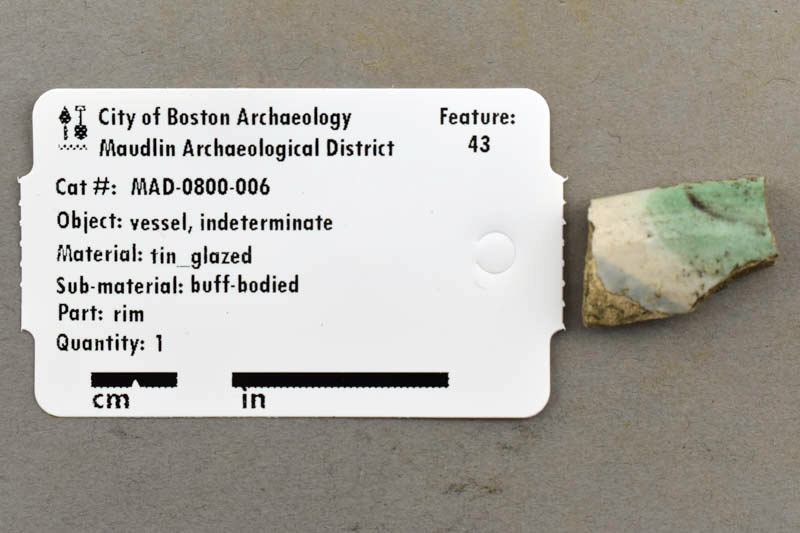 City of Boston Archaeology
Maudlin Archaeological District
Feature:
43
Cat #: MAD-0800-006
Object: vessel, indeterminate
Material: tin_glazed
Sub-material: buff-bodied
Part: rim
Quantity: 1
cm in